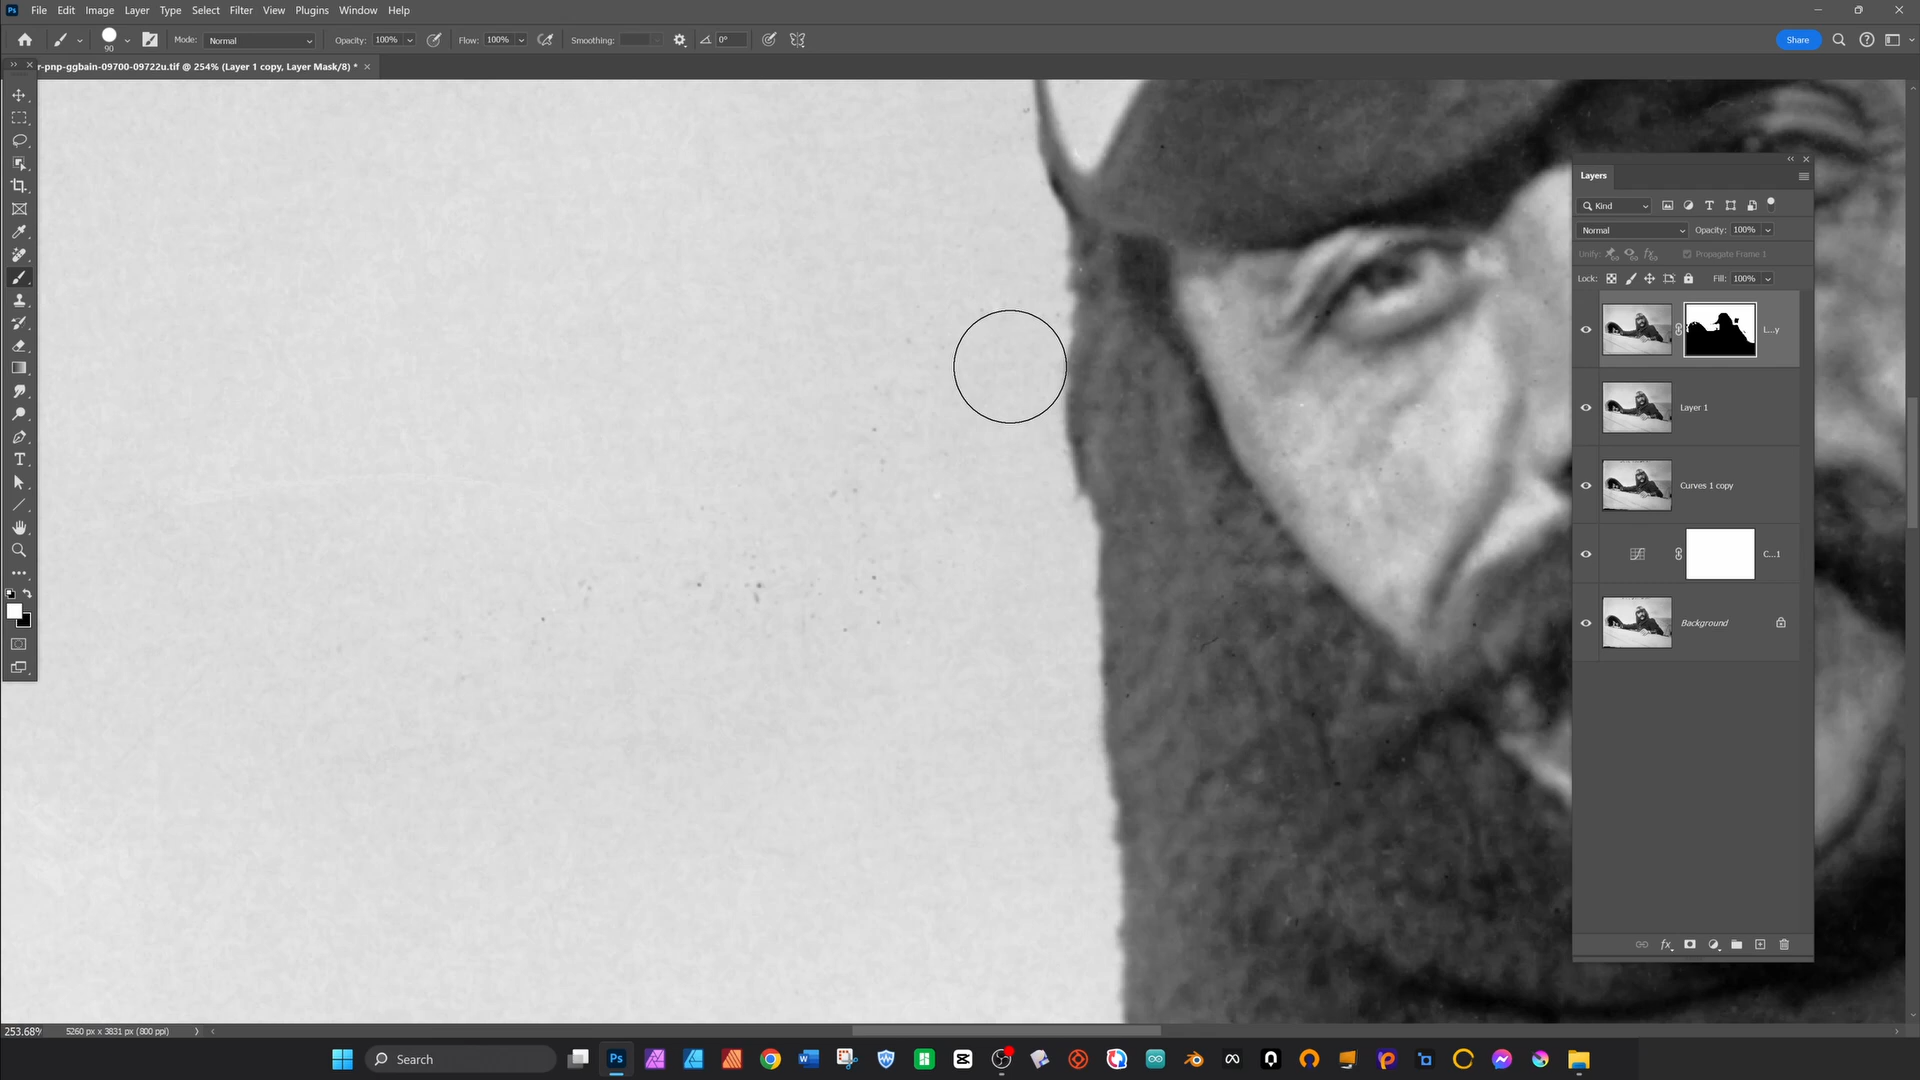 File Edit Image Layer Type Select Filter View Plugins Window Help
90 Mode: Normal Opacity: 100% Flow: 100% Smoothing: 0° Share
r-pnp-ggbain-09700-09722u.tif @ 254% (Layer 1 copy, Layer Mask/8) *
Layers
Kind
Normal Opacity: 100%
Unify: Propagate Frame 1
Lock: Fill: 100%
L...y
Layer 1
Curves 1 copy
C...1
Background
253.68% 5260 px x 3831 px (800 ppi)
Search